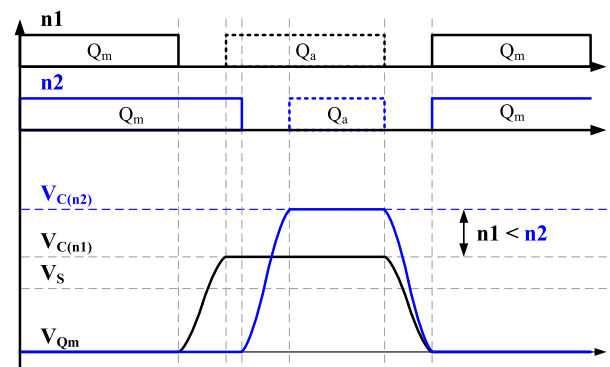 n1
Qm Qa Qm
n2
Qm Qa Qm
VC(n2)
n1 < n2
VC(n1)
VS
VQm